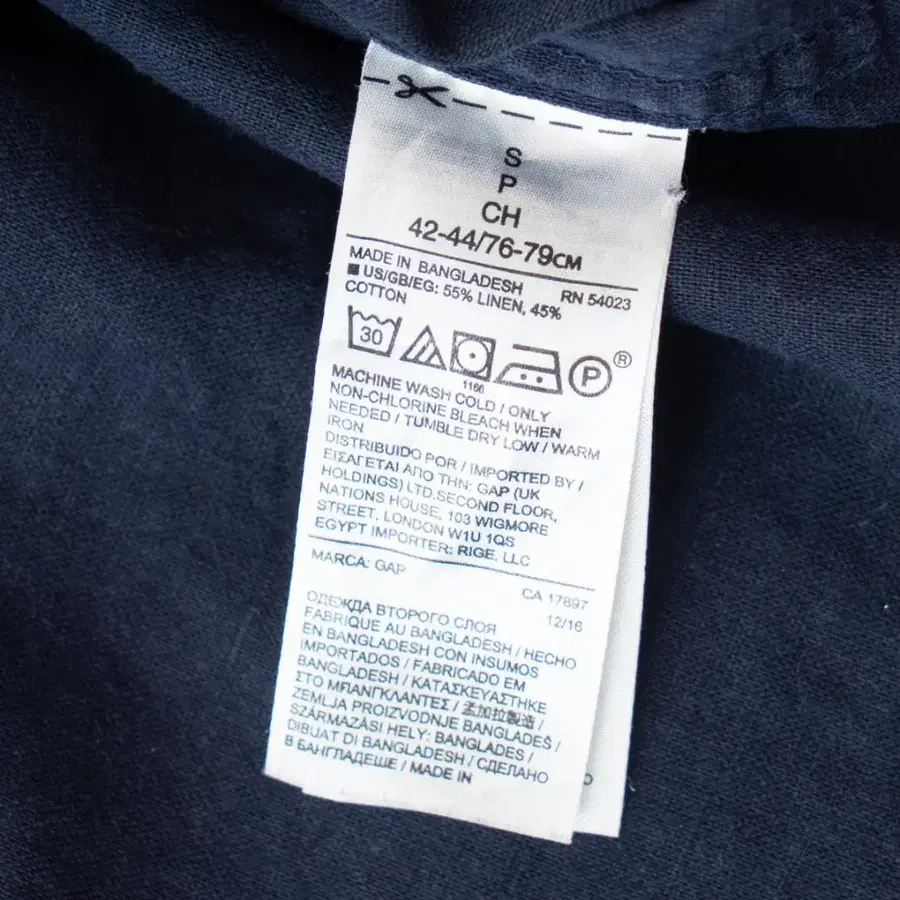 S
P
CH
42-44/76-79CM
MADE IN BANGLADESH RN 54023
US/GB/EG: 55% LINEN, 45%
COTTON
30 P ®
1166
MACHINE WASH COLD / ONLY
NON-CHLORINE BLEACH WHEN
NEEDED / TUMBLE DRY LOW / WARM
IRON
DISTRIBUIDO POR / IMPORTED BY /
ΕΙΣΑΓΕΤΑΙ ΑΠΟ ΤΗΝ: GAP (UK
HOLDINGS) LTD.SECOND FLOOR,
NATIONS HOUSE, 103 WIGMORE
STREET, LONDON W1U 1QS
EGYPT IMPORTER: RIGE, LLC
MARCA: GAP
CA 17897
12/16
ОДЕЖДА ВТОРОГО СЛОЯ
FABRIQUE AU BANGLADESH / HECHO
EN BANGLADESH CON INSUMOS
IMPORTADOS / FABRICADO EM
BANGLADESH / ΚΑΤΑΣΚΕΥΑΣΤΗΚΕ
ΣΤΟ ΜΠΑΝΓΚΛΑΝΤΕΣ / 孟加拉製造 /
ZEMLJA PROIZVODNJE BANGLADEŠ /
SZÁRMAZÁSI HELY: BANGLADES /
DIBUAT DI BANGLADESH / СДЕЛАНО
В БАНГЛАДЕШЕ / MADE IN